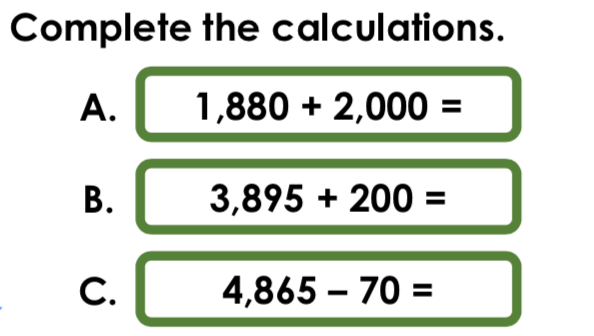 Complete the calculations.
A. 1,880 + 2,000 =
B. 3,895 + 200 =
C. 4,865 – 70 =